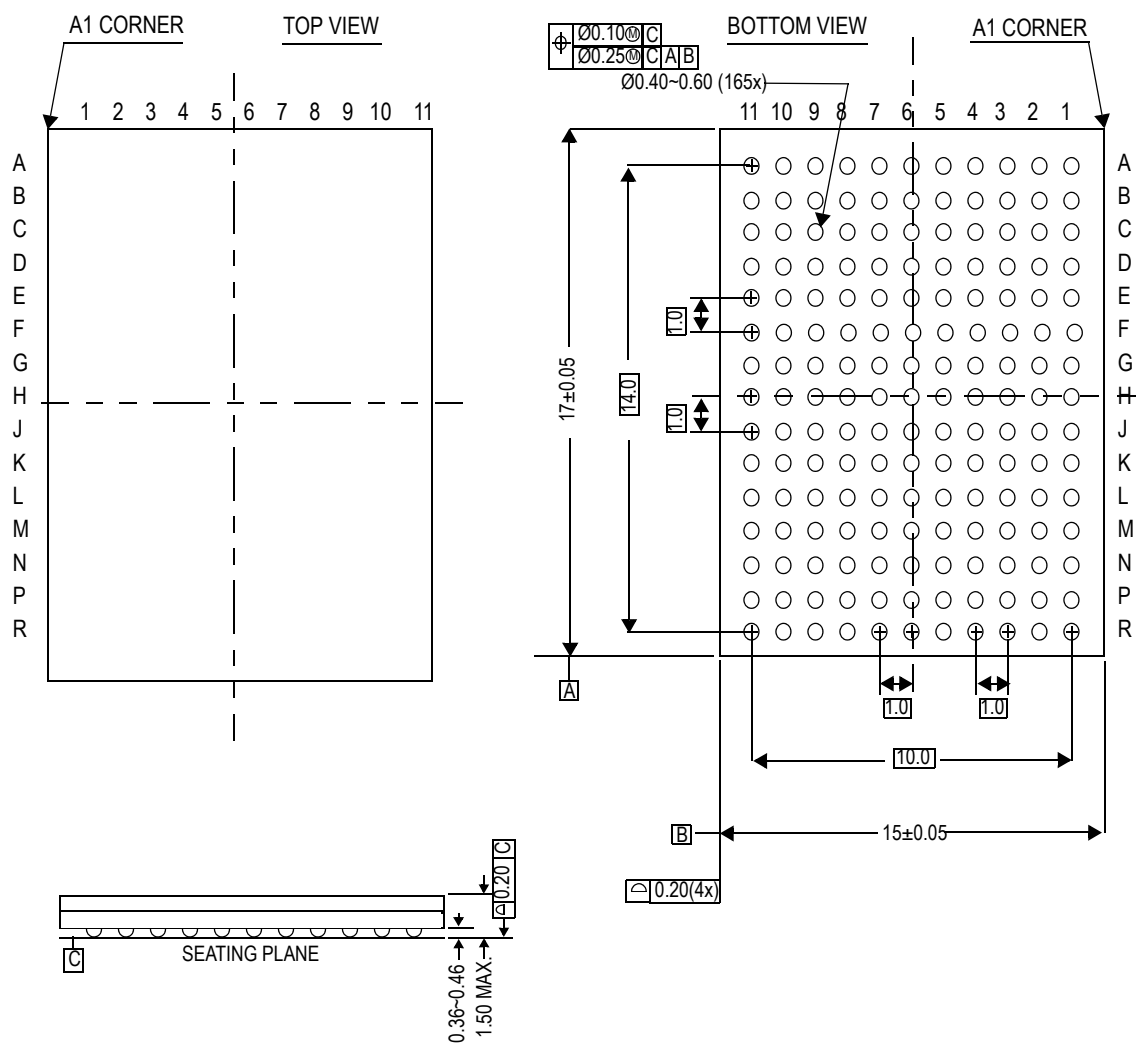 A1 CORNER
TOP VIEW
1 2 3 4 5 6 7 8 9 10 11
A
B
C
D
E
F
G
H
J
K
L
M
N
P
R
Ø0.10Ⓜ C
Ø0.25Ⓜ C A B
Ø0.40~0.60 (165x)
BOTTOM VIEW
A1 CORNER
11 10 9 8 7 6 5 4 3 2 1
A
B
C
D
E
F
G
H
J
K
L
M
N
P
R
1.0
1.0
17±0.05
14.0
A
1.0
1.0
10.0
B
15±0.05
0.20(4x)
0.20 C
C
SEATING PLANE
0.36~0.46
1.50 MAX.